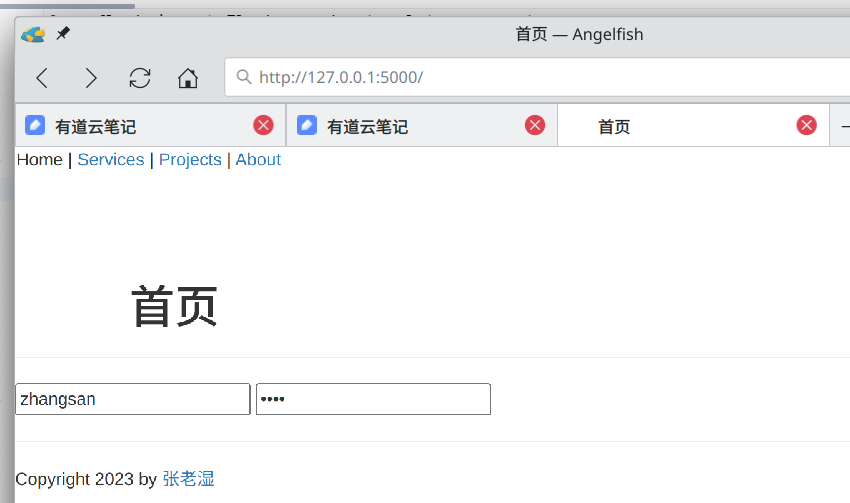 首页 — Angelfish
http://127.0.0.1:5000/
有道云笔记 有道云笔记 首页
Home | Services | Projects | About
首页
zhangsan ••••
Copyright 2023 by 张老湿